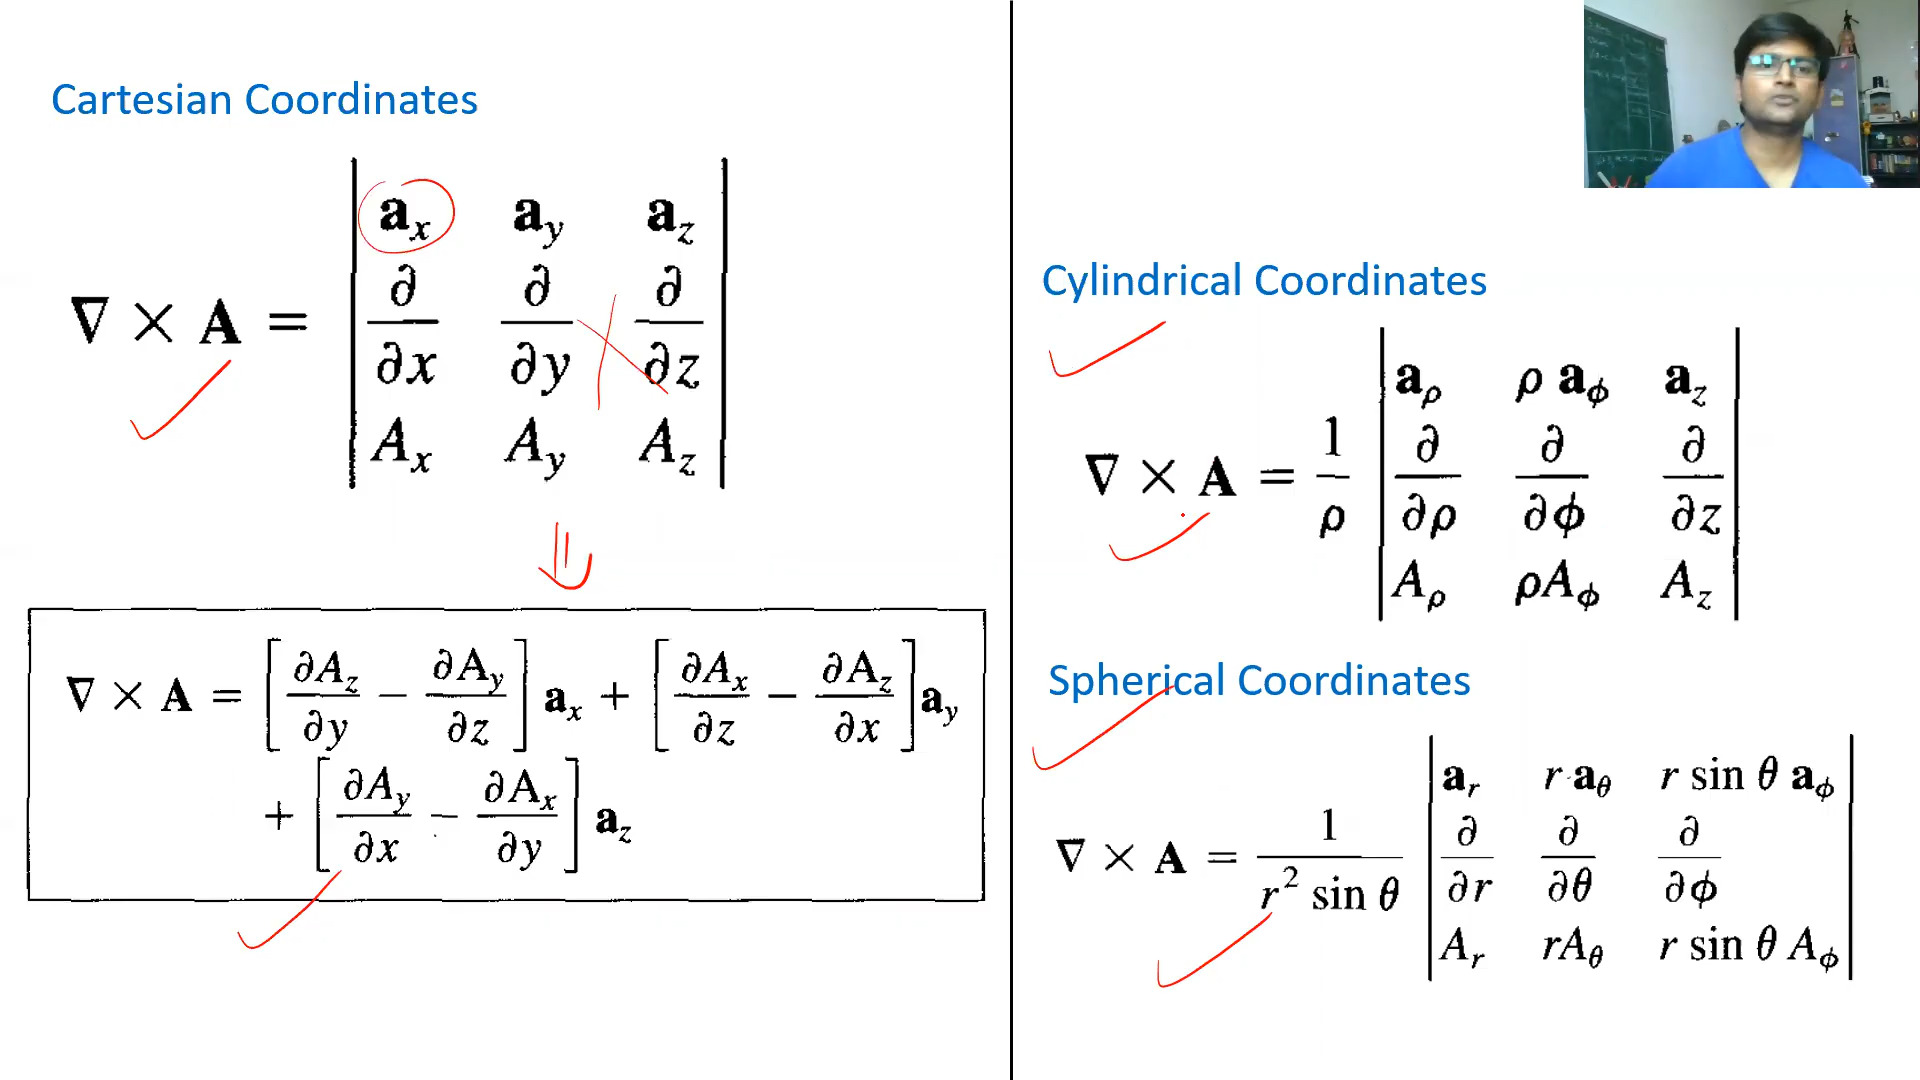 Cartesian Coordinates
∇ × A = | a_x a_y a_z |
| ∂/∂x ∂/∂y ∂/∂z |
| A_x A_y A_z |
∇ × A = [∂A_z/∂y − ∂A_y/∂z] a_x + [∂A_x/∂z − ∂A_z/∂x] a_y
+ [∂A_y/∂x − ∂A_x/∂y] a_z
Cylindrical Coordinates
∇ × A = 1/ρ | a_ρ ρ a_ϕ a_z |
| ∂/∂ρ ∂/∂ϕ ∂/∂z |
| A_ρ ρA_ϕ A_z |
Spherical Coordinates
∇ × A = 1/(r² sin θ) | a_r r a_θ r sin θ a_ϕ |
| ∂/∂r ∂/∂θ ∂/∂ϕ |
| A_r rA_θ r sin θ A_ϕ |